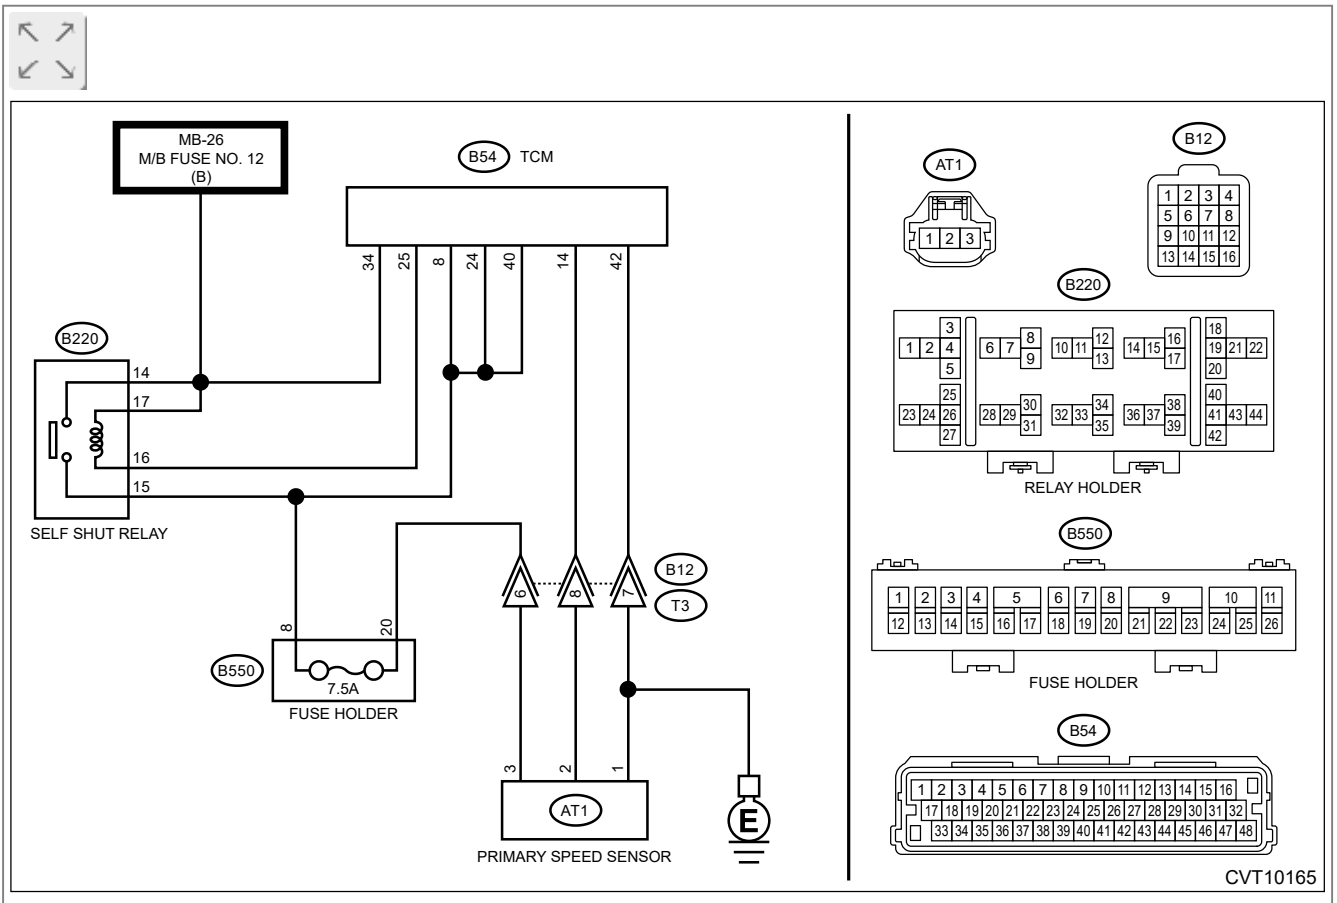 MB-26
M/B FUSE NO. 12
(B)
B54 TCM
34 25 8 24 40 14 42
B220
14
17
16
15
SELF SHUT RELAY
6 8 7
B12
T3
8 20
B550
7.5A
FUSE HOLDER
3 2 1
AT1
PRIMARY SPEED SENSOR
E
AT1
1 2 3
B12
1 2 3 4
5 6 7 8
9 10 11 12
13 14 15 16
B220
3 8 12 16 18
1 2 4 6 7 9 10 11 13 14 15 17 19 21 22
5 20
25 30 34 38 40
23 24 26 28 29 31 32 33 35 36 37 39 41 43 44
27 42
RELAY HOLDER
B550
1 2 3 4 5 6 7 8 9 10 11
12 13 14 15 16 17 18 19 20 21 22 23 24 25 26
FUSE HOLDER
B54
1 2 3 4 5 6 7 8 9 10 11 12 13 14 15 16
17 18 19 20 21 22 23 24 25 26 27 28 29 30 31 32
33 34 35 36 37 38 39 40 41 42 43 44 45 46 47 48
CVT10165